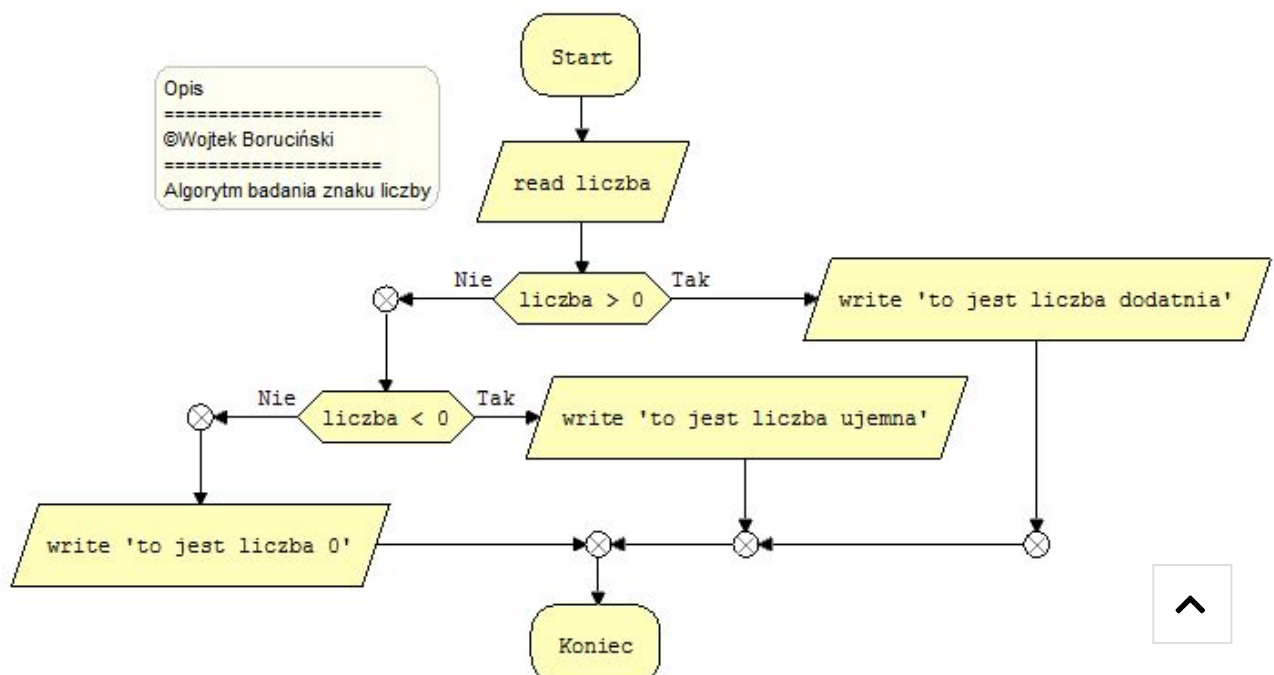 Start
Opis
====================
©Wojtek Boruciński
====================
Algorytm badania znaku liczby
read liczba
Nie
liczba > 0
Tak
write 'to jest liczba dodatnia'
Nie
liczba < 0
Tak
write 'to jest liczba ujemna'
write 'to jest liczba 0'
Koniec